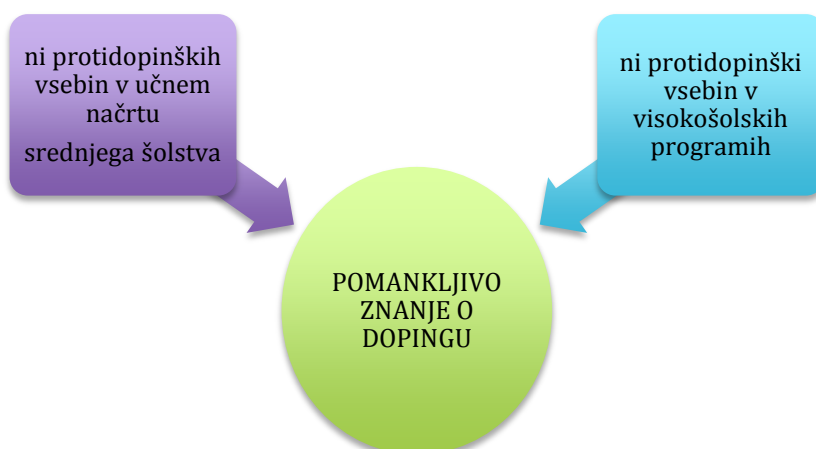 ni protidopinških
vsebin v učnem
načrtu
srednjega šolstva
ni protidopinški
vsebin v
visokošolskih
programih
POMANKLJIVO
ZNANJE O
DOPINGU